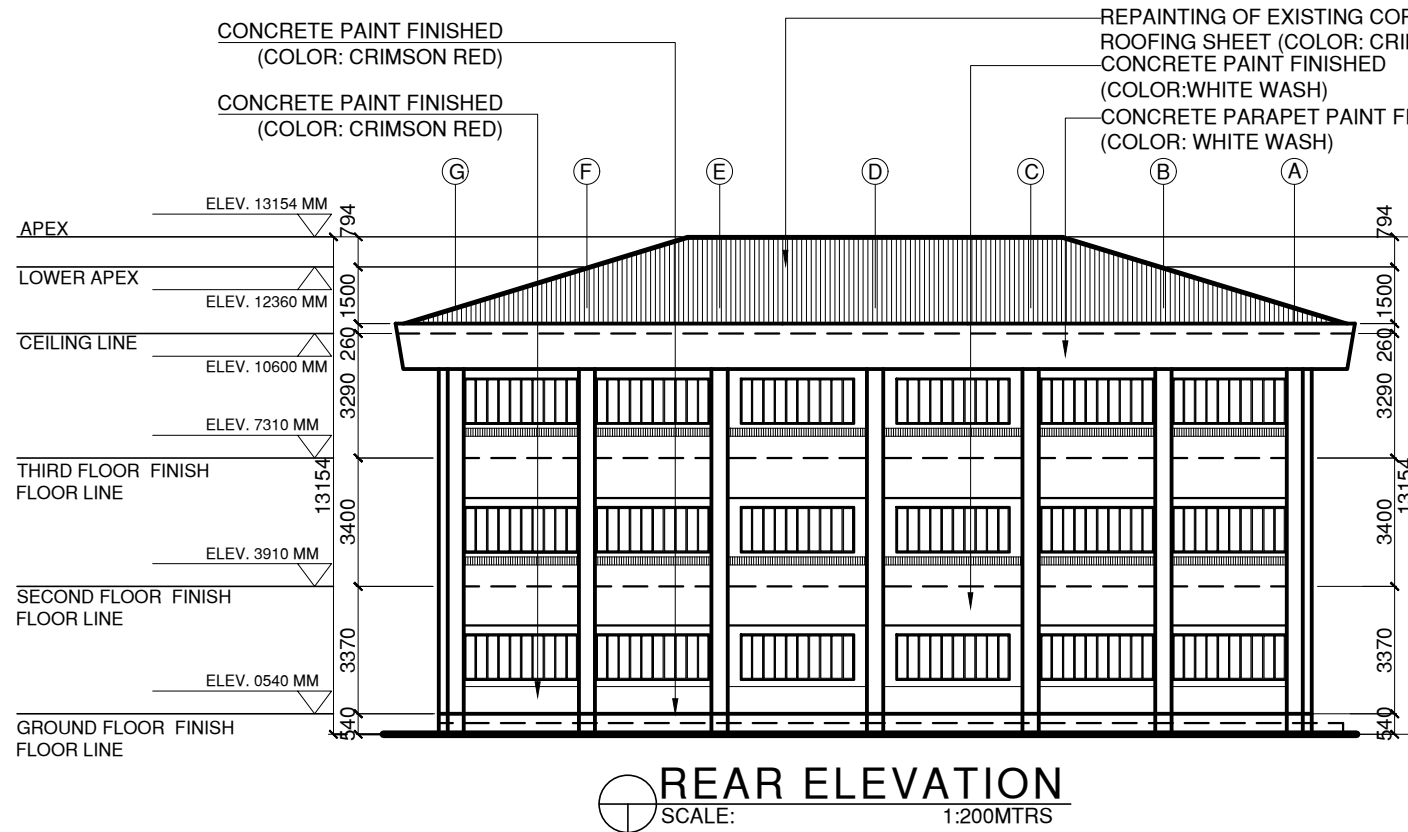 CONCRETE PAINT FINISHED
(COLOR: CRIMSON RED)
CONCRETE PAINT FINISHED
(COLOR: CRIMSON RED)
REPAINTING OF EXISTING
ROOFING SHEET (COLOR:
CONCRETE PAINT FINISHED
(COLOR:WHITE WASH)
CONCRETE PARAPET PAINT
(COLOR: WHITE WASH)
G F E D C B A
ELEV. 13154 MM
APEX
LOWER APEX
ELEV. 12360 MM
CEILING LINE
ELEV. 10600 MM
ELEV. 7310 MM
THIRD FLOOR FINISH
FLOOR LINE
ELEV. 3910 MM
SECOND FLOOR FINISH
FLOOR LINE
ELEV. 0540 MM
GROUND FLOOR FINISH
FLOOR LINE
13154
794
1500
260
3290
3400
3370
540
794
1500
260
3290
3400
3370
540
13154
REAR ELEVATION
SCALE: 1:200MTRS